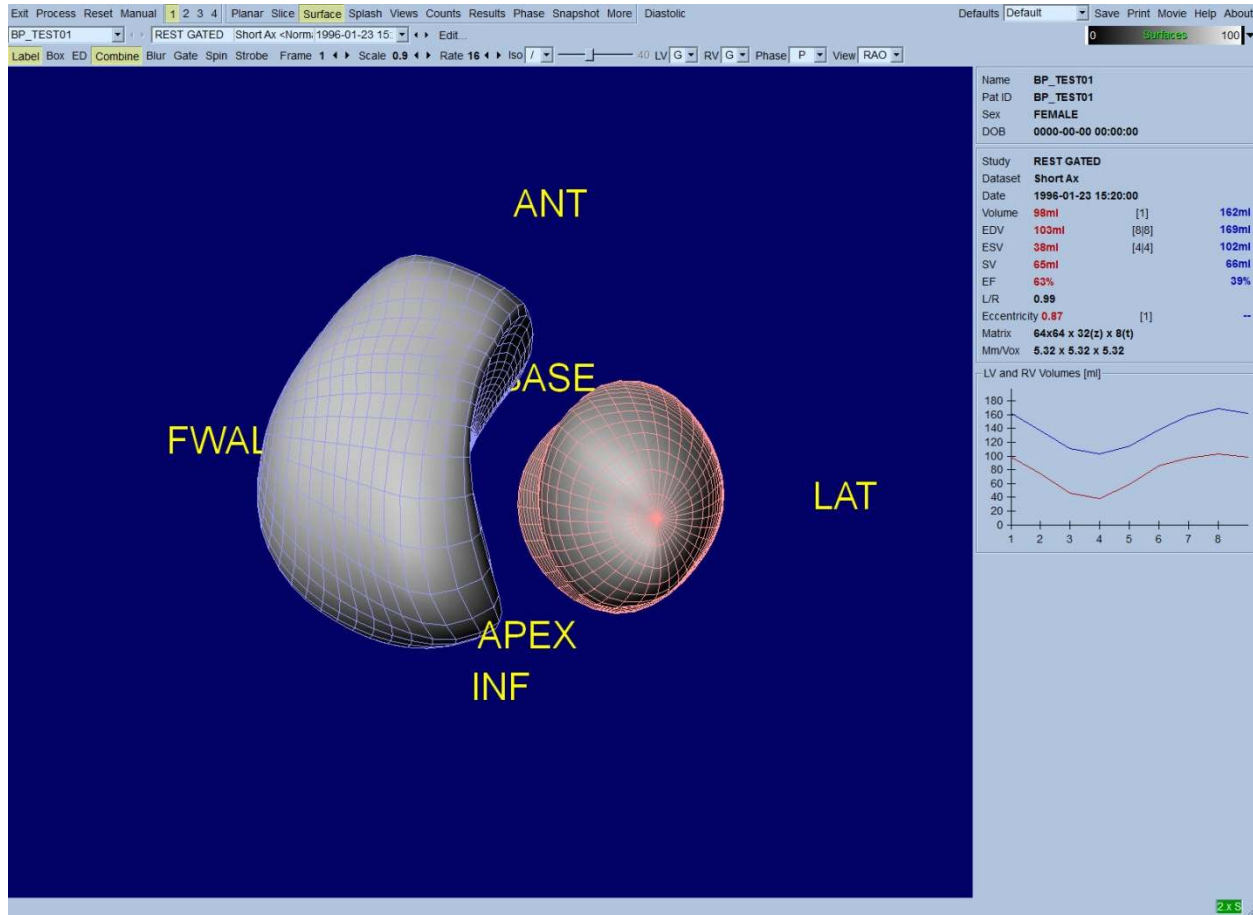 Exit Process Reset Manual 1 2 3 4 Planar Slice Surface Splash Views Counts Results Phase Snapshot More Diastolic Defaults Default Save Print Movie Help About
BP_TEST01 REST GATED Short Ax <Norm: 1996-01-23 15: Edit... 0 Surfaces 100
Label Box ED Combine Blur Gate Spin Strobe Frame 1 Scale 0.9 Rate 16 Iso / 40 LV G RV G Phase P View RAO
ANT
BASE
FWAL
LAT
APEX
INF
Name BP_TEST01
Pat ID BP_TEST01
Sex FEMALE
DOB 0000-00-00 00:00:00
Study REST GATED
Dataset Short Ax
Date 1996-01-23 15:20:00
Volume 98ml [1] 162ml
EDV 103ml [8|8] 169ml
ESV 38ml [4|4] 102ml
SV 65ml 66ml
EF 63% 39%
L/R 0.99
Eccentricity 0.87 [1] --
Matrix 64x64 x 32(z) x 8(t)
Mm/Vox 5.32 x 5.32 x 5.32
LV and RV Volumes [ml]
180
160
140
120
100
80
60
40
20
0
1 2 3 4 5 6 7 8
2.x S